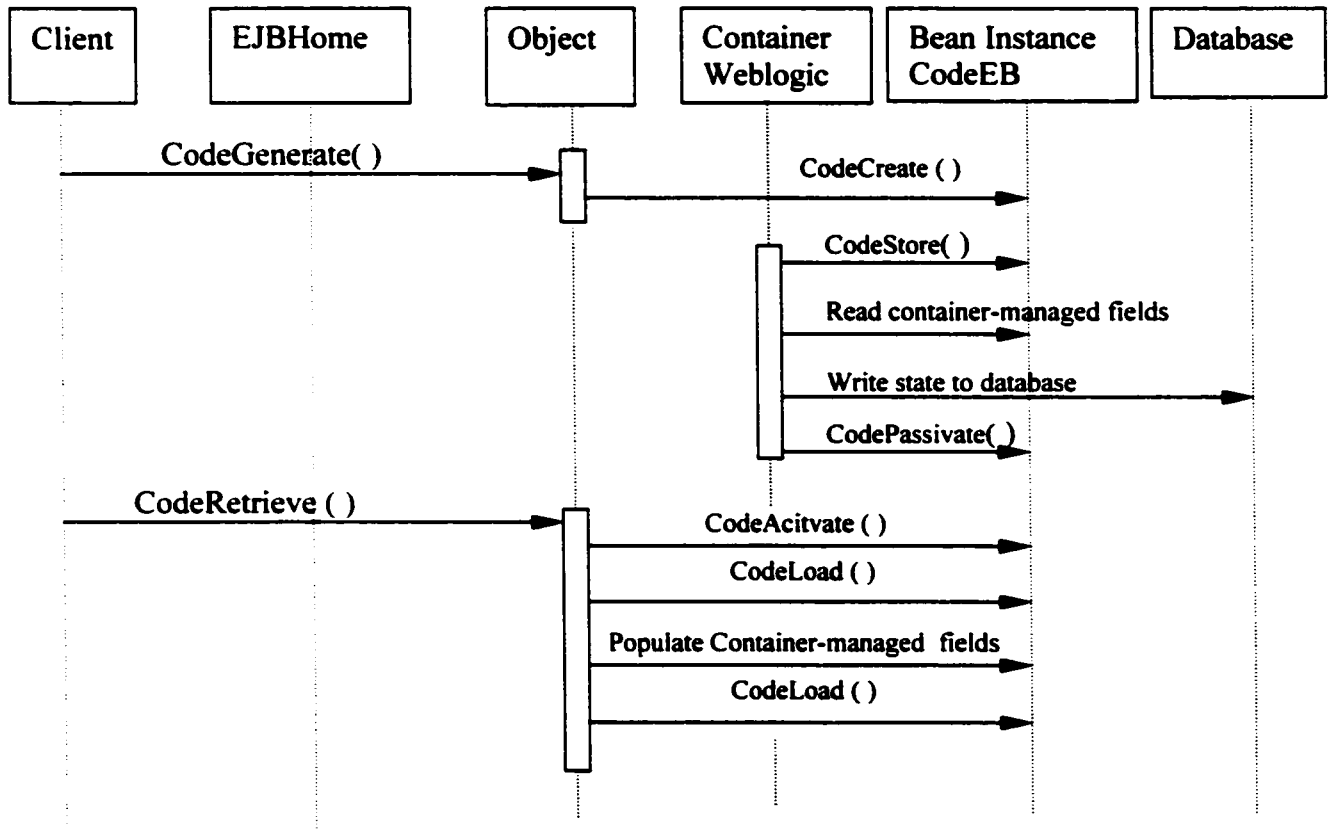 Client
EJBHome
Object
Container
Weblogic
Bean Instance
CodeEB
Database
CodeGenerate( )
CodeCreate ( )
CodeStore( )
Read container-managed fields
Write state to database
CodePassivate( )
CodeRetrieve ( )
CodeAcitvate ( )
CodeLoad ( )
Populate Container-managed fields
CodeLoad ( )